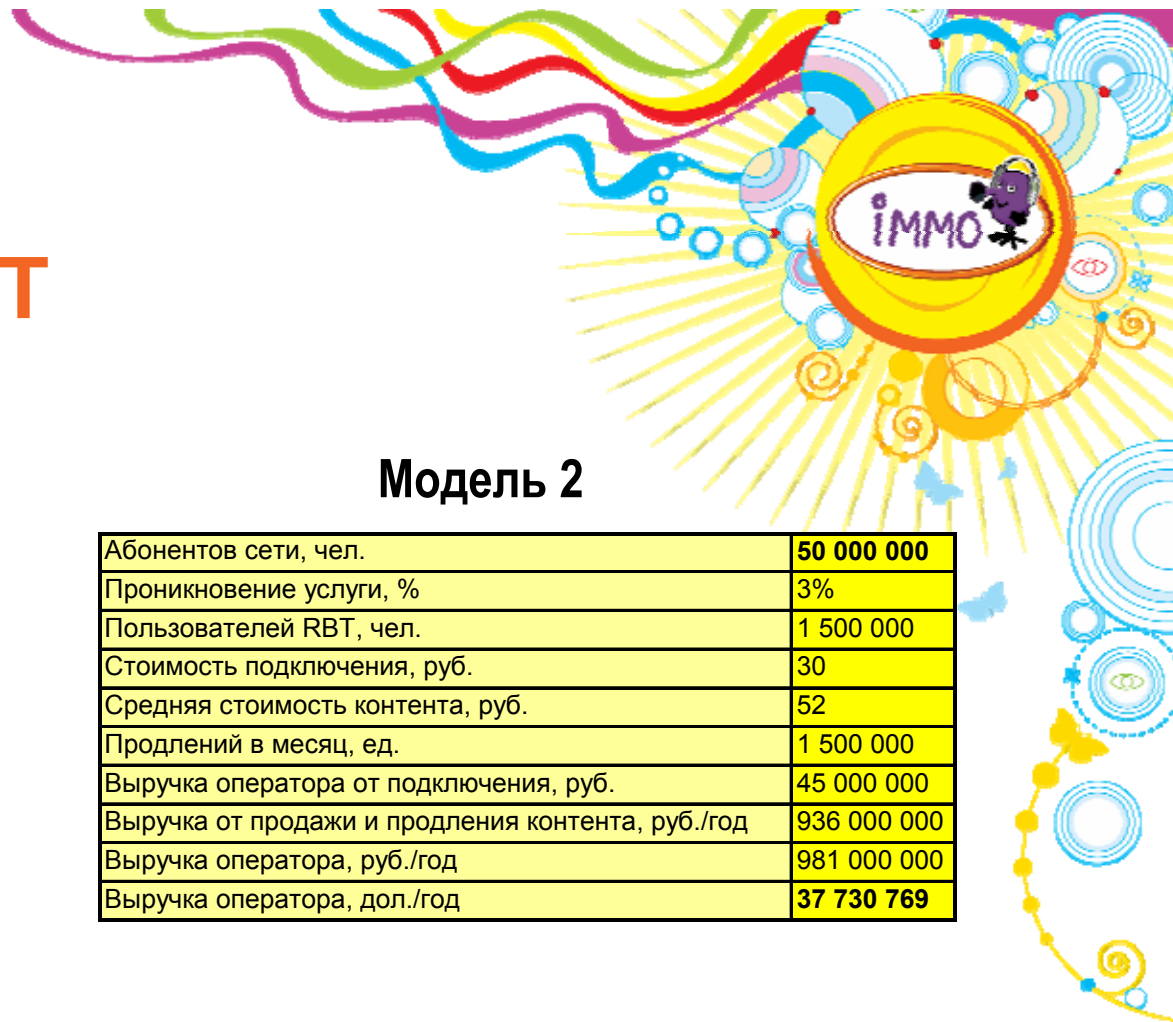 iммо
Т
Модель 2
Абонентов сети, чел. 50 000 000
Проникновение услуги, % 3%
Пользователей RBT, чел. 1 500 000
Стоимость подключения, руб. 30
Средняя стоимость контента, руб. 52
Продлений в месяц, ед. 1 500 000
Выручка оператора от подключения, руб. 45 000 000
Выручка от продажи и продления контента, руб./год 936 000 000
Выручка оператора, руб./год 981 000 000
Выручка оператора, дол./год 37 730 769